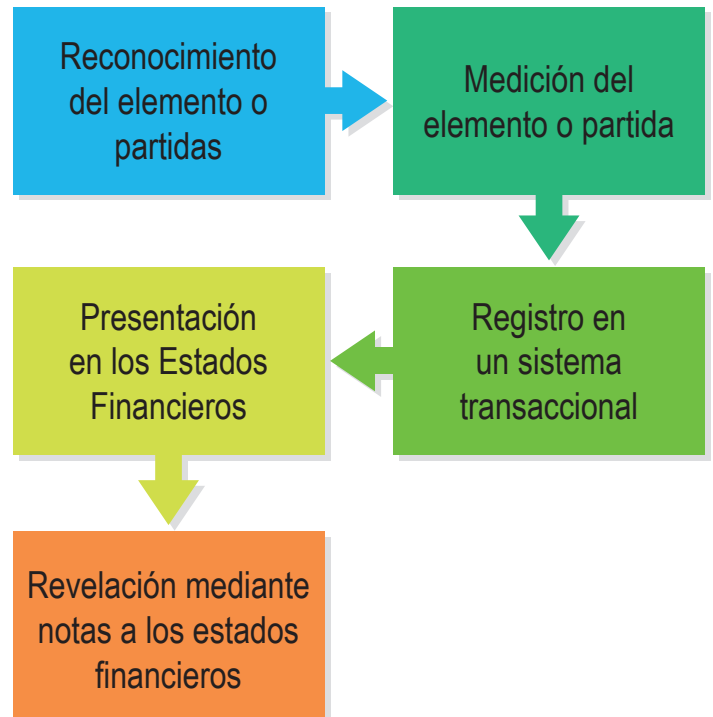 Reconocimiento
del elemento o
partidas
Medición del
elemento o partida
Registro en
un sistema
transaccional
Presentación
en los Estados
Financieros
Revelación mediante
notas a los estados
financieros